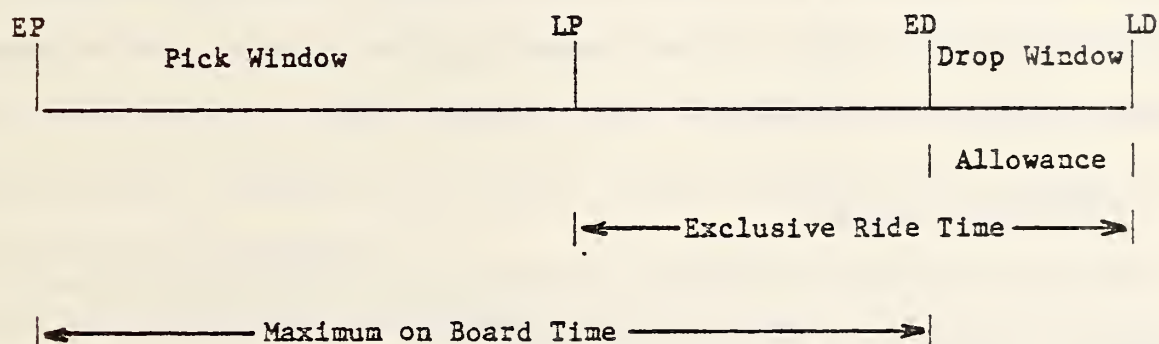 EP LP ED LD
Pick Window Drop Window
Allowance
Exclusive Ride Time
Maximum on Board Time